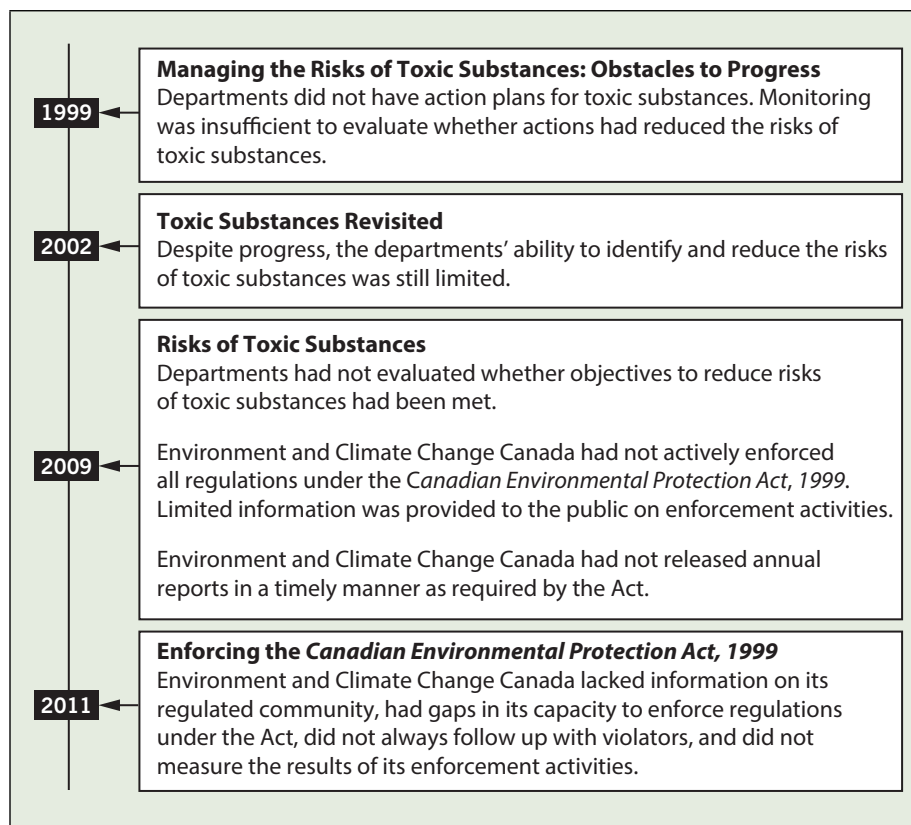 1999
Managing the Risks of Toxic Substances: Obstacles to Progress
Departments did not have action plans for toxic substances. Monitoring
was insufficient to evaluate whether actions had reduced the risks of
toxic substances.
2002
Toxic Substances Revisited
Despite progress, the departments’ ability to identify and reduce the risks
of toxic substances was still limited.
2009
Risks of Toxic Substances
Departments had not evaluated whether objectives to reduce risks
of toxic substances had been met.
Environment and Climate Change Canada had not actively enforced
all regulations under the Canadian Environmental Protection Act, 1999.
Limited information was provided to the public on enforcement activities.
Environment and Climate Change Canada had not released annual
reports in a timely manner as required by the Act.
2011
Enforcing the Canadian Environmental Protection Act, 1999
Environment and Climate Change Canada lacked information on its
regulated community, had gaps in its capacity to enforce regulations
under the Act, did not always follow up with violators, and did not
measure the results of its enforcement activities.